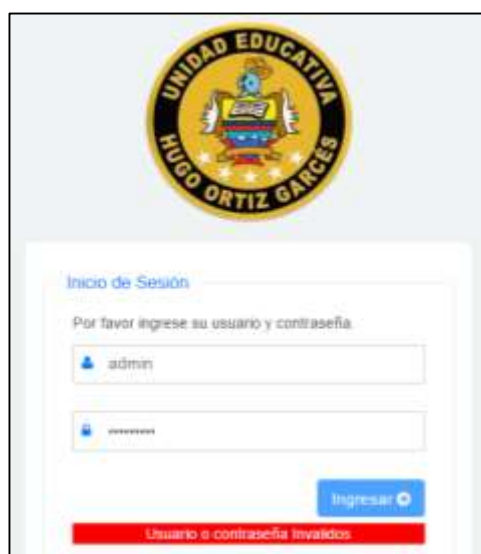 UNIDAD EDUCATIVA
HUGO ORTIZ GARCÉS
Inicio de Sesión
Por favor ingrese su usuario y contraseña
admin
Ingresar
Usuario o contraseña Invalidos